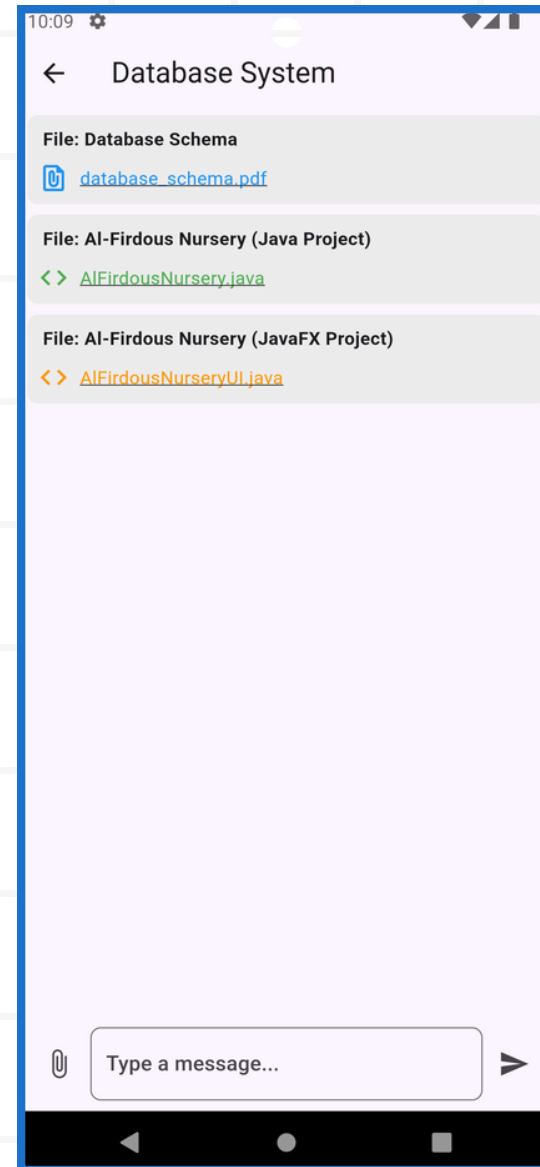 10:09
Database System
File: Database Schema
database_schema.pdf
File: Al-Firdous Nursery (Java Project)
AlFirdousNursery.java
File: Al-Firdous Nursery (JavaFX Project)
AlFirdousNurseryUI.java
Type a message...